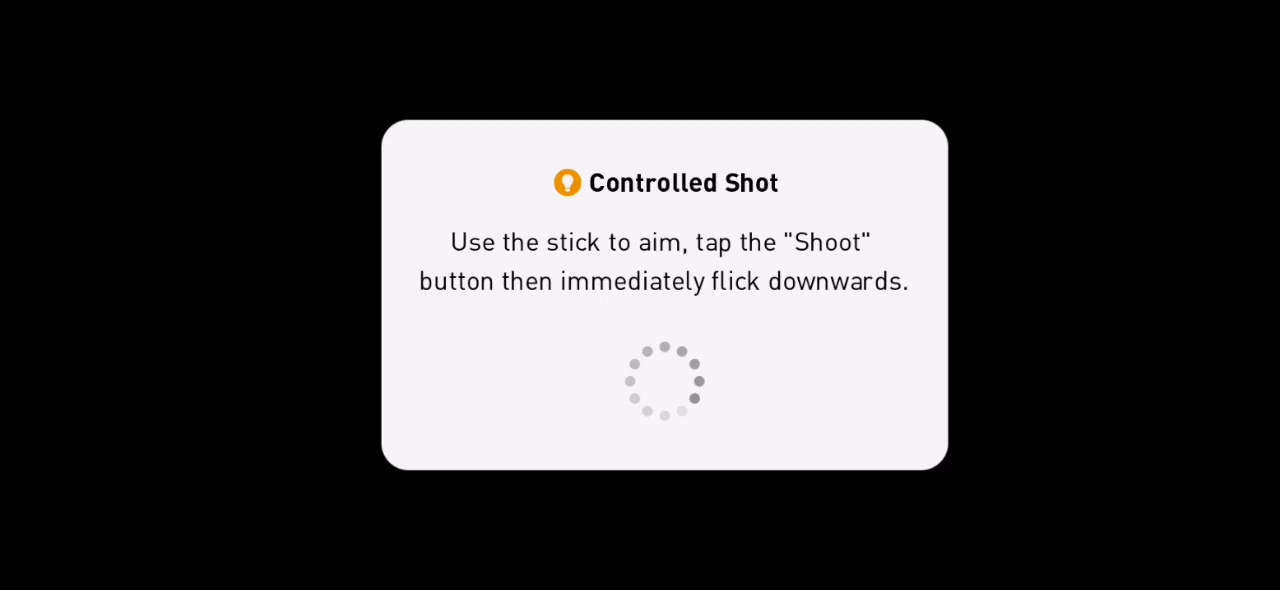 Controlled Shot
Use the stick to aim, tap the "Shoot"
button then immediately flick downwards.